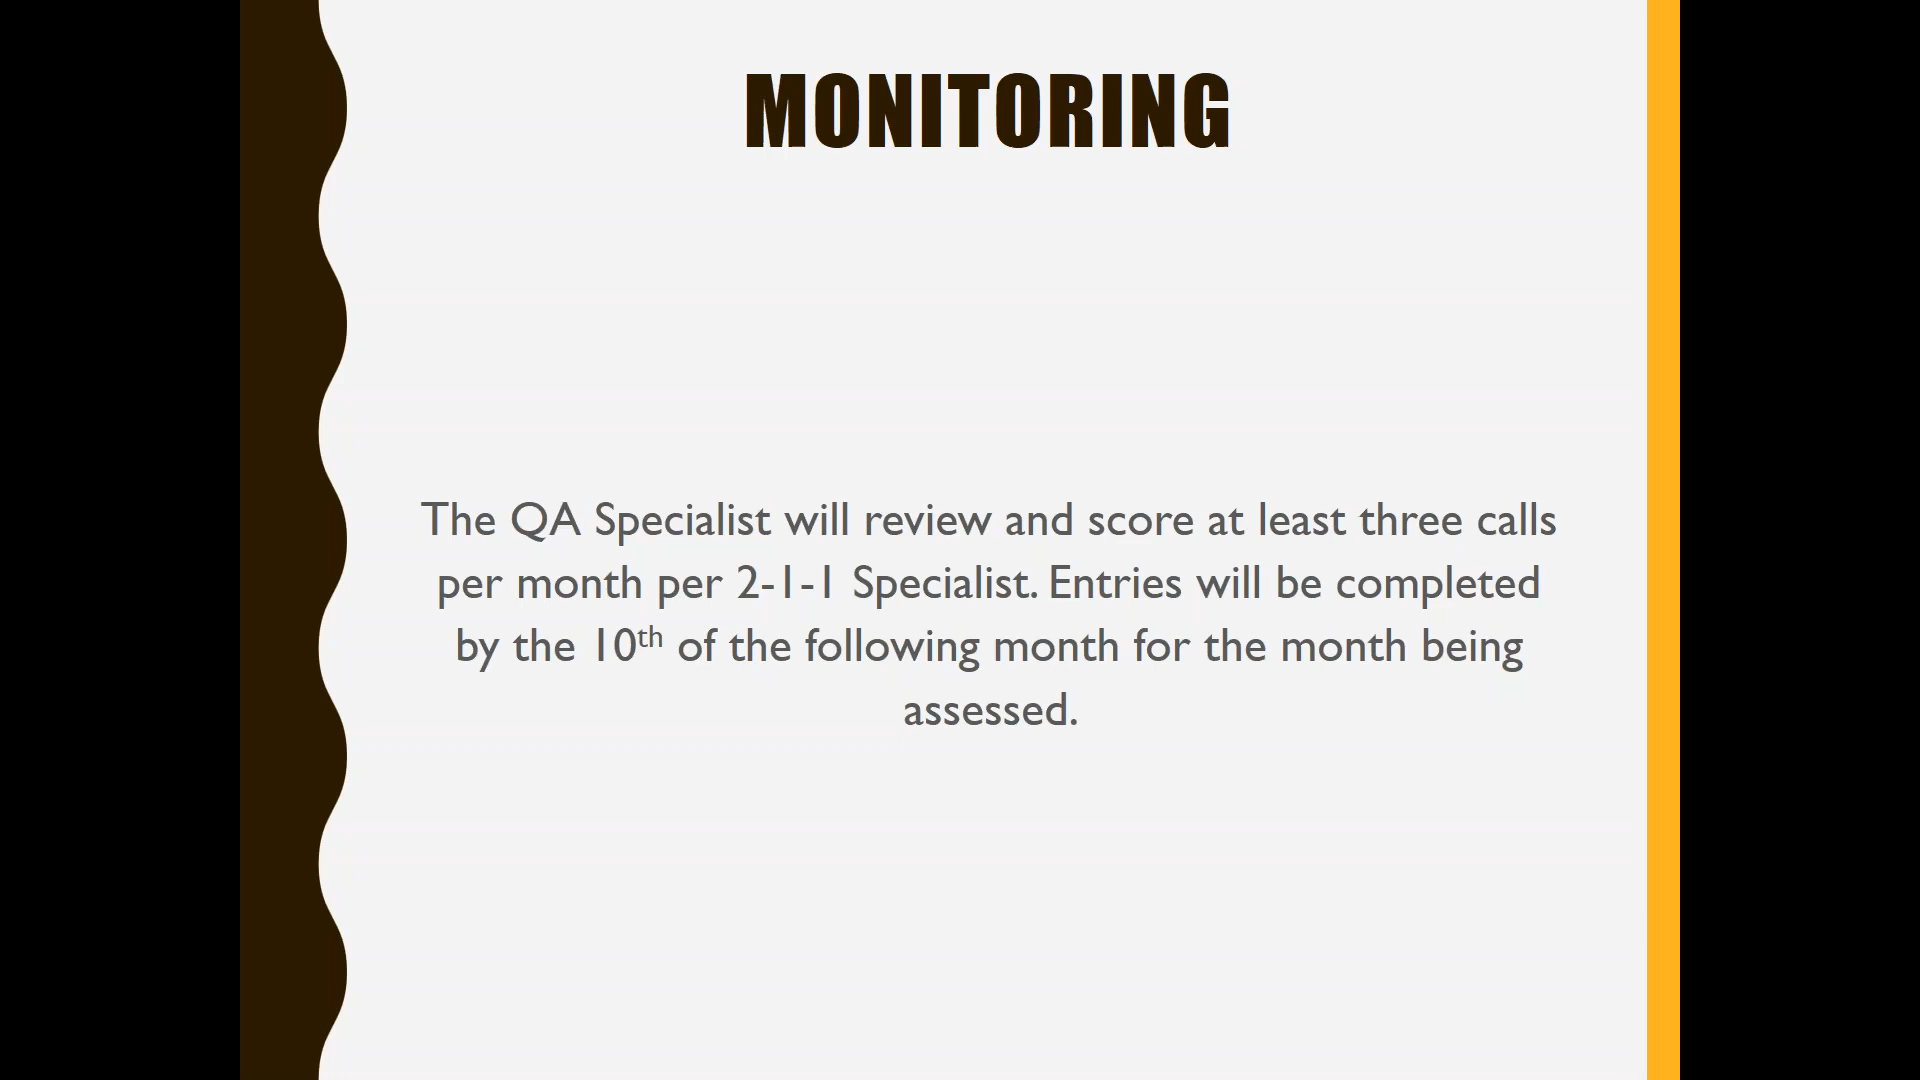 MONITORING
The QA Specialist will review and score at least three calls
per month per 2-1-1 Specialist. Entries will be completed
by the 10th of the following month for the month being
assessed.